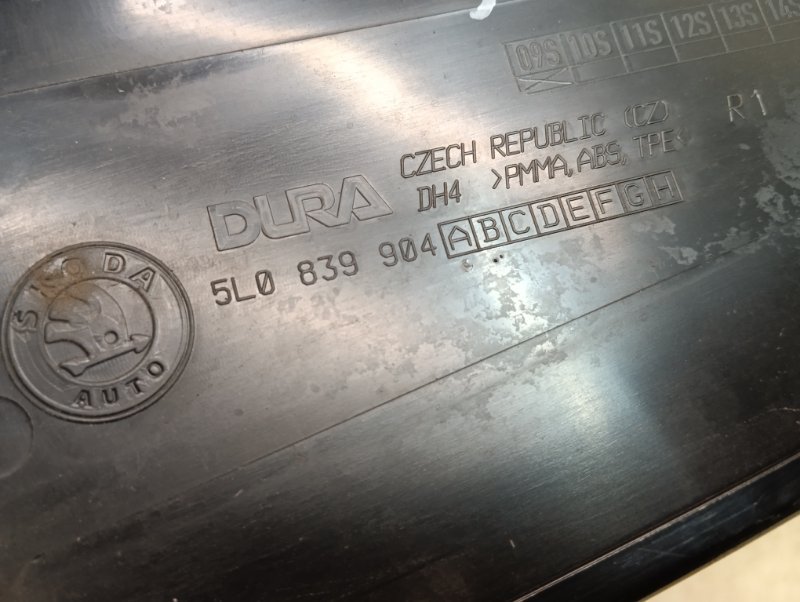 09S 10S 11S 12S 13S 14S
CZECH REPUBLIC (CZ) R1
DURA DH4 >PMMA, ABS, TPE<
5L0 839 904 A B C D E F G H
SKODA
AUTO